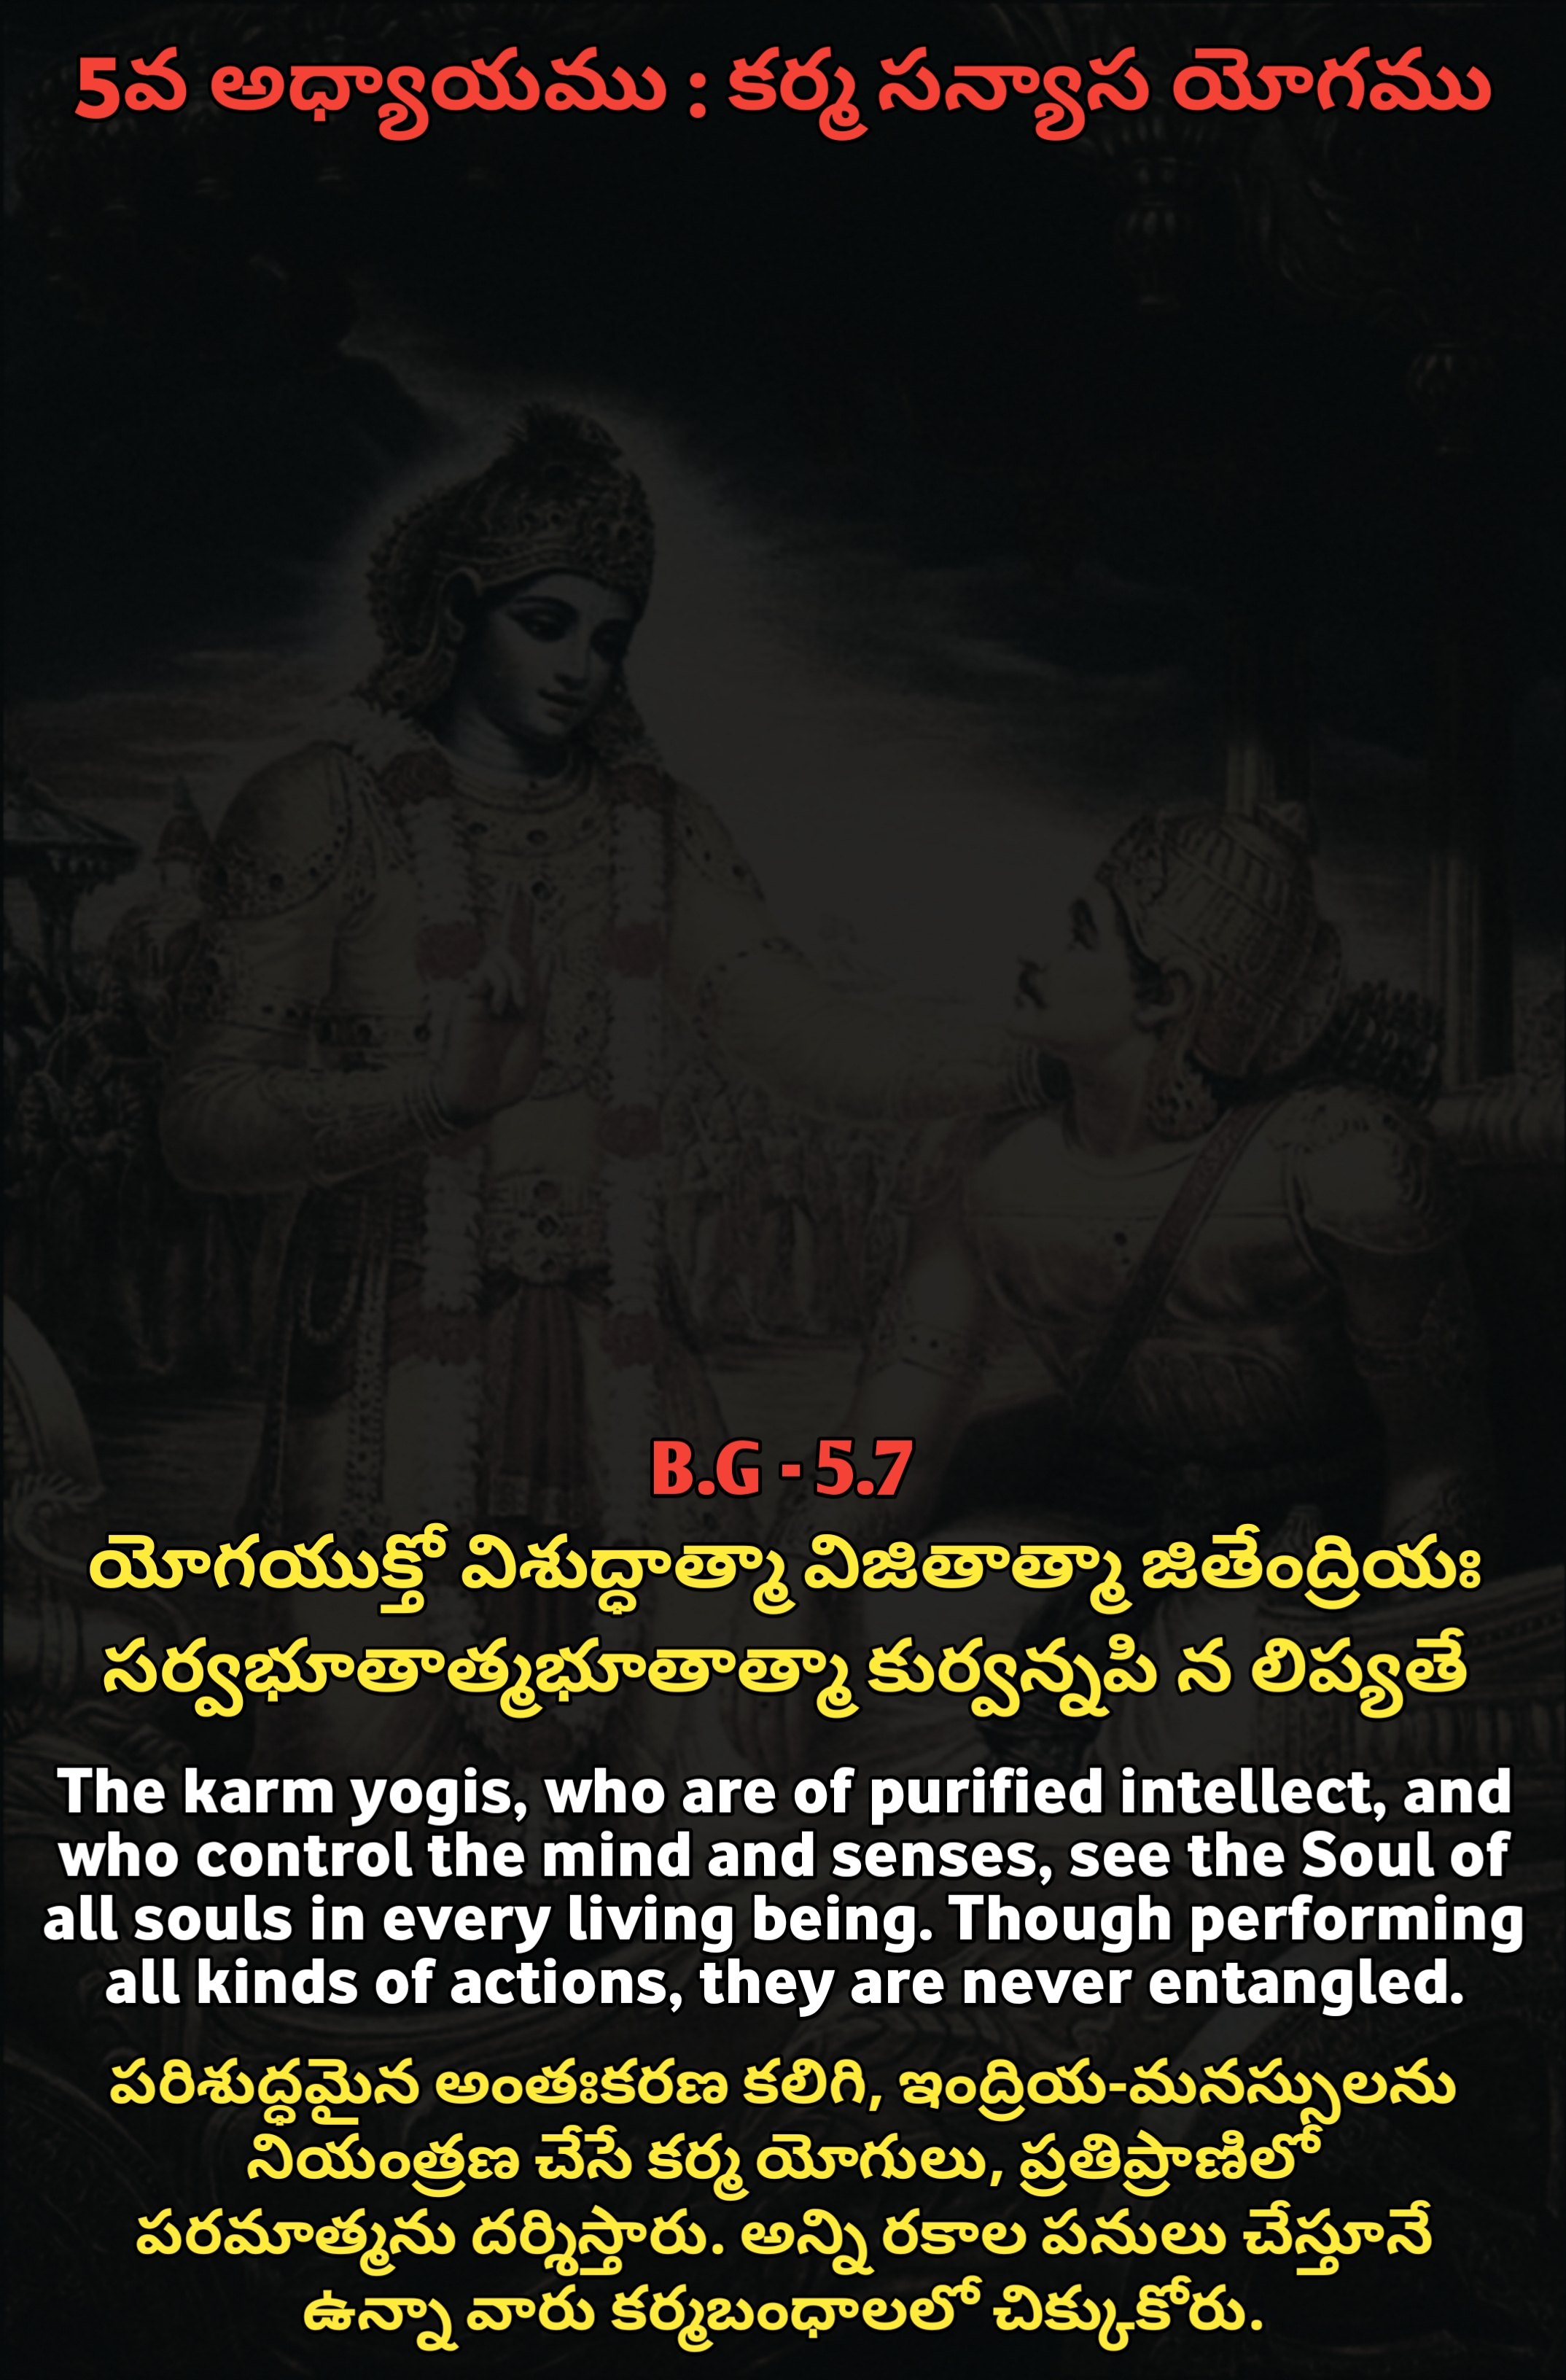 5వ అధ్యాయము : కర్మ సన్యాస యోగము
B.G - 5.7
యోగయుక్తో విశుద్ధాత్మా విజితాత్మా జితేంద్రియః
సర్వభూతాత్మభూతాత్మా కుర్వన్నపి న లిప్యతే
The karm yogis, who are of purified intellect, and
who control the mind and senses, see the Soul of
all souls in every living being. Though performing
all kinds of actions, they are never entangled.
పరిశుద్ధమైన అంతఃకరణ కలిగి, ఇంద్రియ-మనస్సులను
నియంత్రణ చేసే కర్మ యోగులు, ప్రతిప్రాణిలో
పరమాత్మను దర్శిస్తారు. అన్ని రకాల పనులు చేస్తూనే
ఉన్నా వారు కర్మబంధాలలో చిక్కుకోరు.